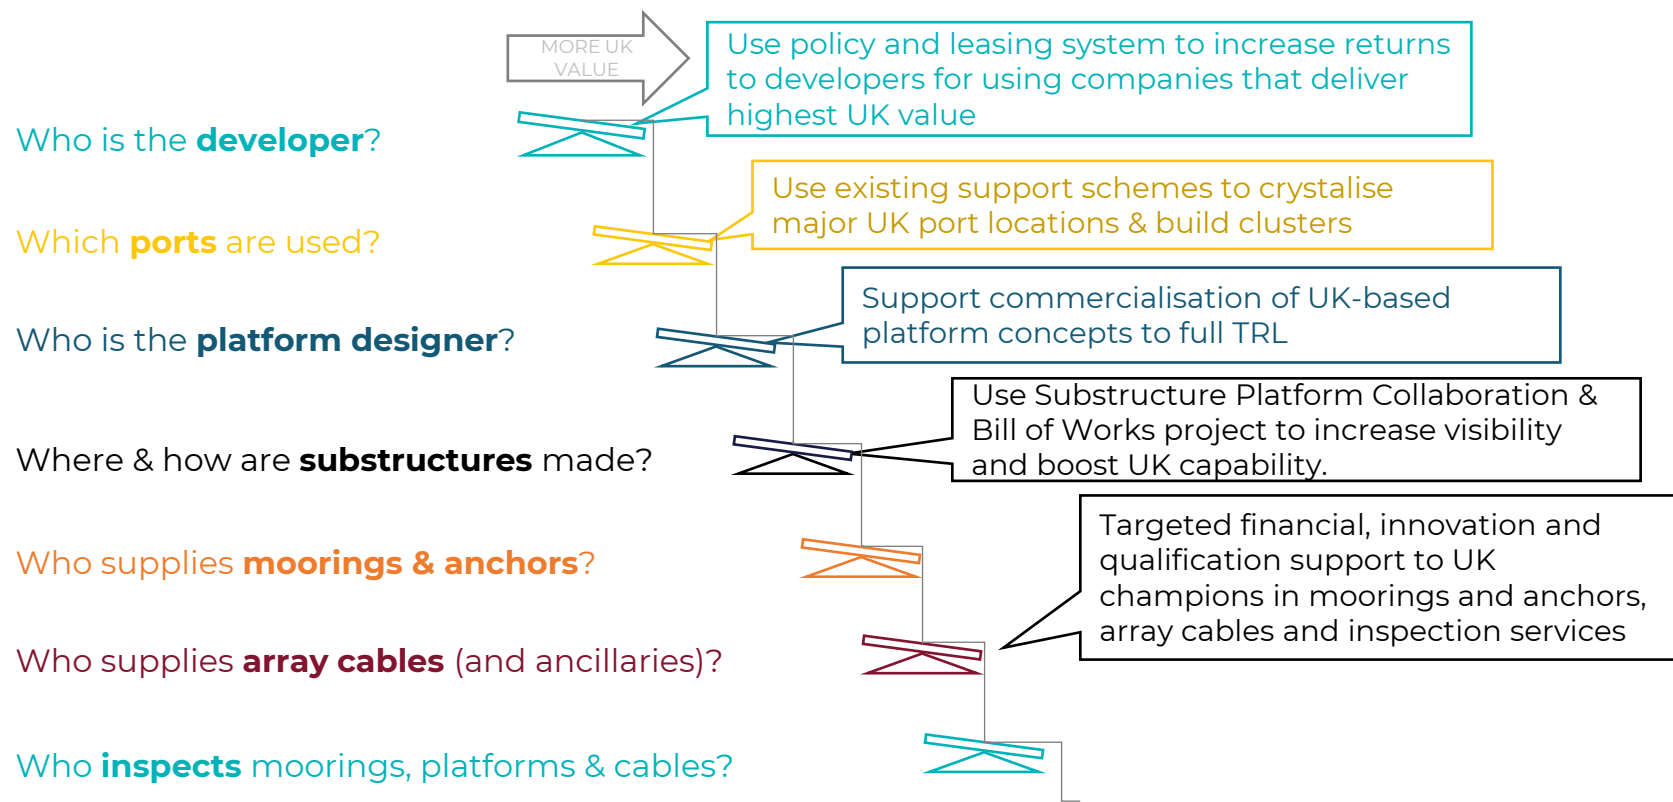 MORE UK
VALUE
Use policy and leasing system to increase returns
to developers for using companies that deliver
highest UK value
Who is the developer?
Use existing support schemes to crystalise
major UK port locations & build clusters
Which ports are used?
Support commercialisation of UK-based
platform concepts to full TRL
Who is the platform designer?
Use Substructure Platform Collaboration &
Bill of Works project to increase visibility
and boost UK capability.
Where & how are substructures made?
Targeted financial, innovation and
qualification support to UK
champions in moorings and anchors,
array cables and inspection services
Who supplies moorings & anchors?
Who supplies array cables (and ancillaries)?
Who inspects moorings, platforms & cables?